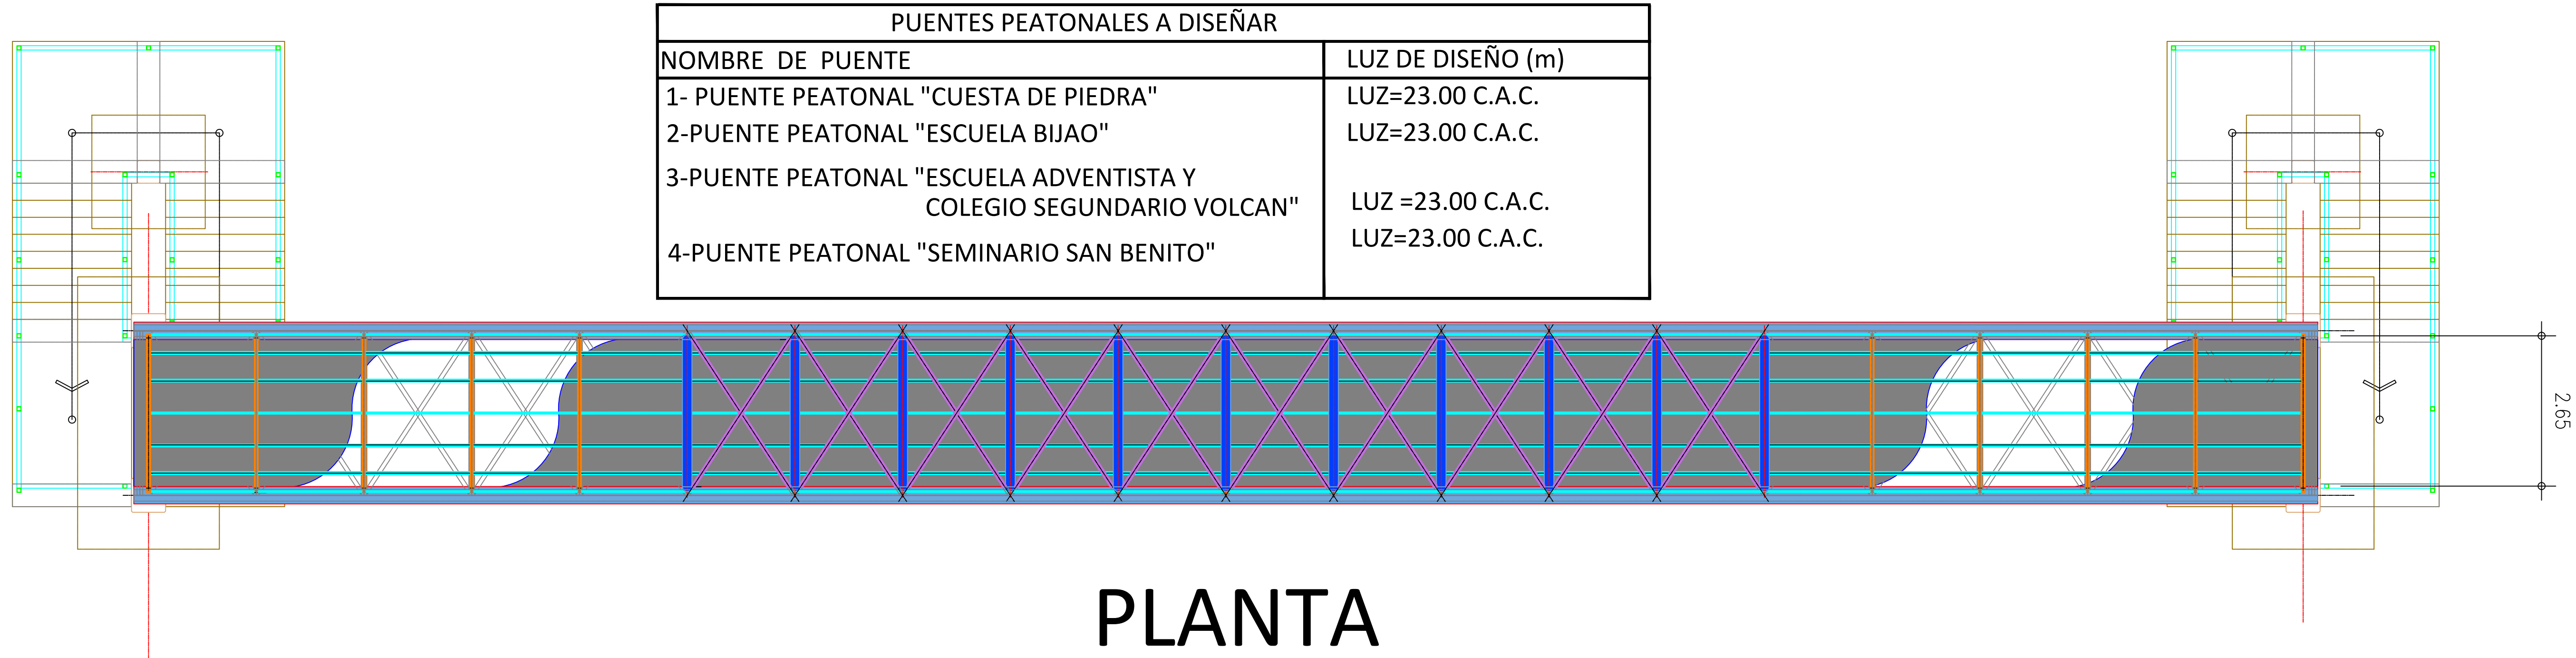 PUENTES PEATONALES A DISEÑAR
NOMBRE DE PUENTE
LUZ DE DISEÑO (m)
1- PUENTE PEATONAL "CUESTA DE PIEDRA"
LUZ=23.00 C.A.C.
2-PUENTE PEATONAL "ESCUELA BIJAO"
LUZ=23.00 C.A.C.
3-PUENTE PEATONAL "ESCUELA ADVENTISTA Y
COLEGIO SEGUNDARIO VOLCAN"
LUZ =23.00 C.A.C.
4-PUENTE PEATONAL "SEMINARIO SAN BENITO"
LUZ=23.00 C.A.C.
2.65
PLANTA